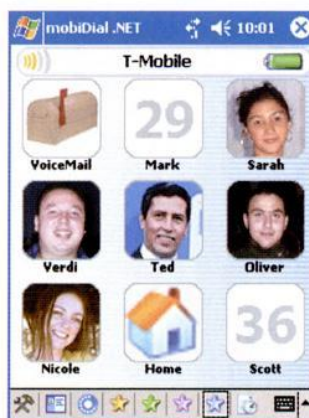 mobiDial .NET 10:01
T-Mobile
29 36
VoiceMail Mark Sarah
Verdi Ted Oliver
Nicole Home Scott